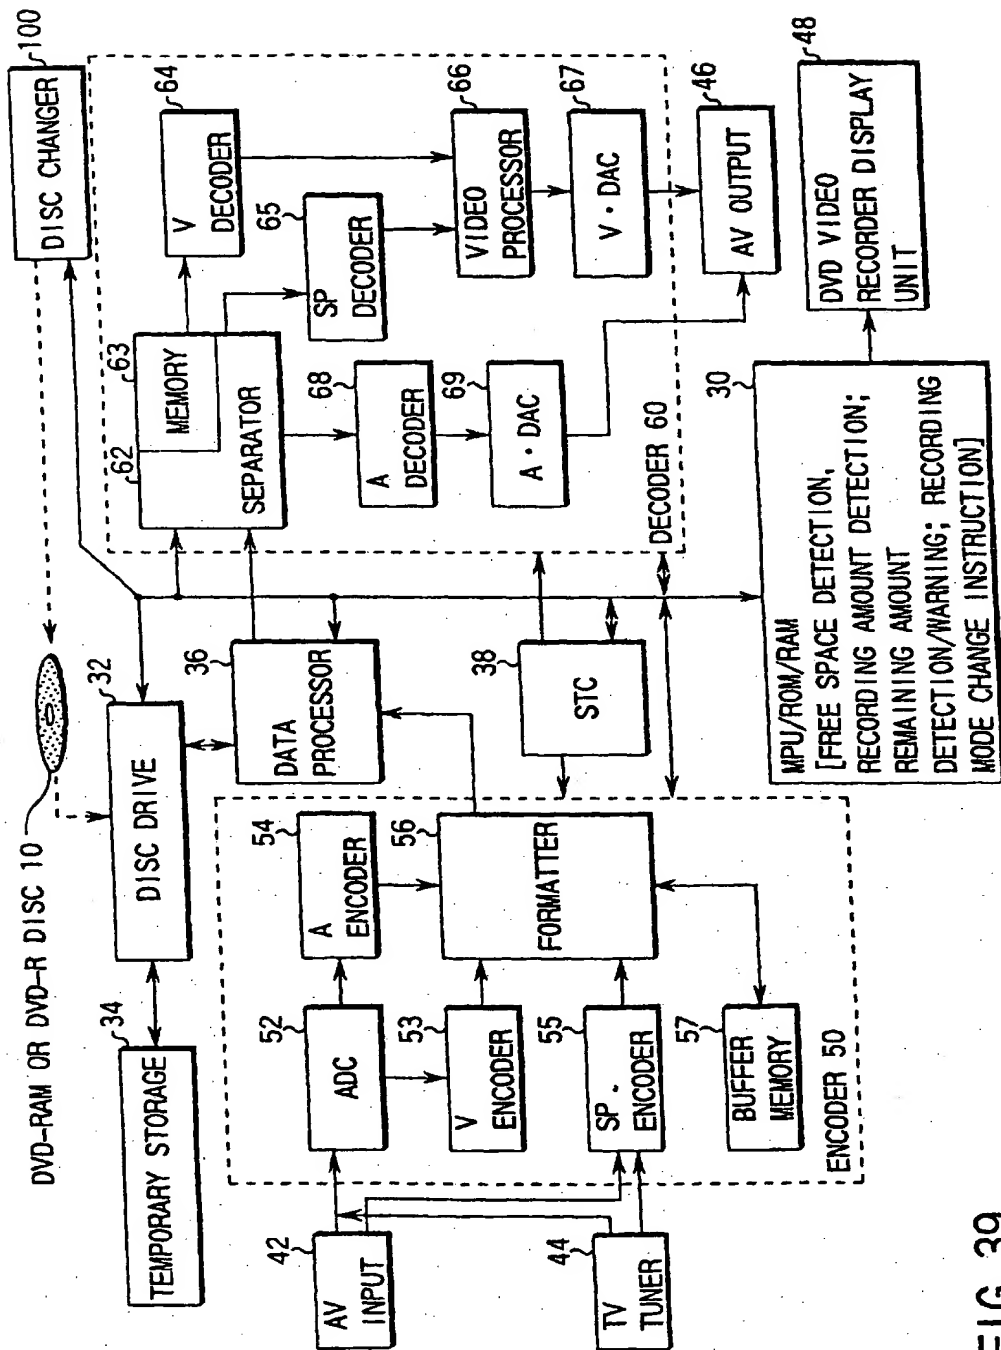 DVD-RAM OR DVD-R DISC 10
100
DISC CHANGER
34
TEMPORARY STORAGE
32
DISC DRIVE
36
DATA
PROCESSOR
62
63
MEMORY
SEPARATOR
64
V
DECODER
65
SP
DECODER
66
VIDEO
PROCESSOR
67
V·DAC
68
A
DECODER
69
A·DAC
DECODER 60
46
AV OUTPUT
42
AV
INPUT
44
TV
TUNER
52
ADC
53
V
ENCODER
54
A
ENCODER
55
SP.
ENCODER
56
FORMATTER
57
BUFFER
MEMORY
ENCODER 50
38
STC
30
MPU/ROM/RAM
[FREE SPACE DETECTION,
RECORDING AMOUNT DETECTION;
REMAINING AMOUNT
DETECTION/WARNING; RECORDING
MODE CHANGE INSTRUCTION]
48
DVD VIDEO
RECORDER DISPLAY
UNIT
FIG. 39